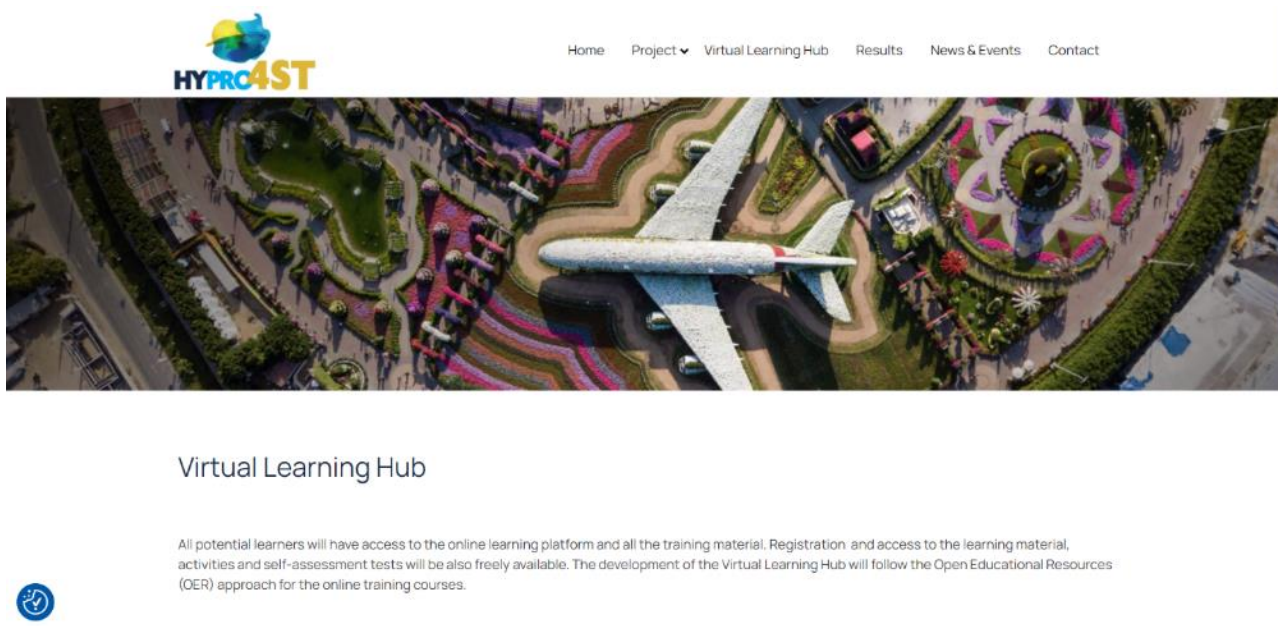 HYPRO4ST
Home Project Virtual Learning Hub Results News & Events Contact
Virtual Learning Hub
All potential learners will have access to the online learning platform and all the training material. Registration and access to the learning material,
activities and self-assessment tests will be also freely available. The development of the Virtual Learning Hub will follow the Open Educational Resources
(OER) approach for the online training courses.